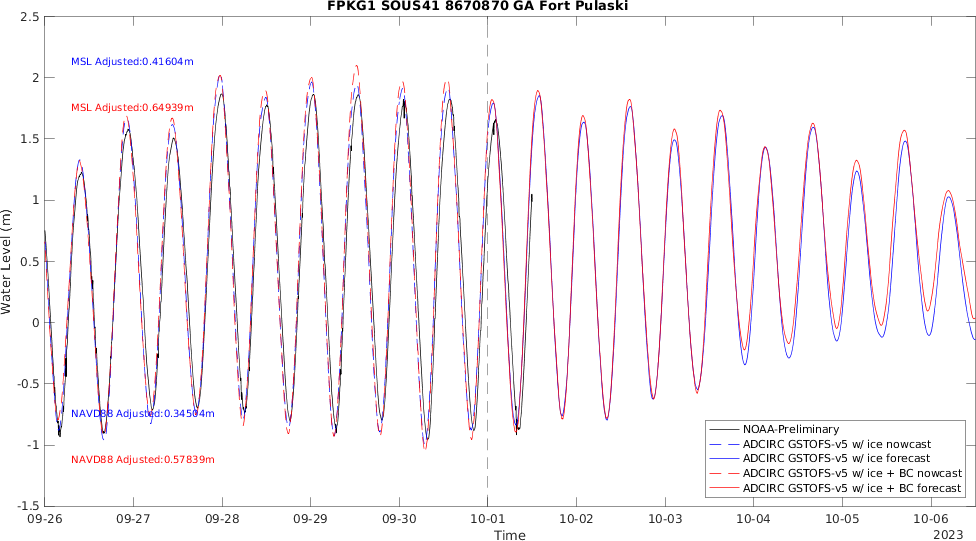 FPKG1 SOUS41 8670870 GA Fort Pulaski
2.5
2
1.5
1
0.5
0
-0.5
-1
-1.5
Water Level (m)
MSL Adjusted:0.41604m
MSL Adjusted:0.64939m
NAVD88 Adjusted:0.34504m
NAVD88 Adjusted:0.57839m
NOAA-Preliminary
ADCIRC GSTOFS-v5 w/ ice nowcast
ADCIRC GSTOFS-v5 w/ ice forecast
ADCIRC GSTOFS-v5 w/ ice + BC nowcast
ADCIRC GSTOFS-v5 w/ ice + BC forecast
09-26 09-27 09-28 09-29 09-30 10-01 10-02 10-03 10-04 10-05 10-06
Time
2023